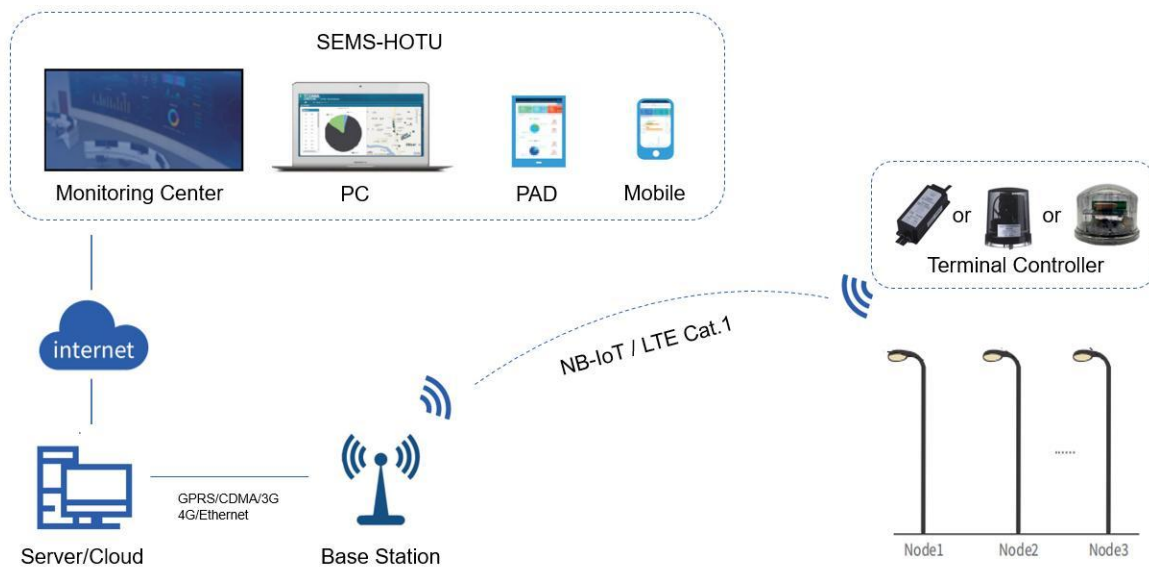 SEMS-HOTU
Monitoring Center
PC
PAD
Mobile
or
or
Terminal Controller
internet
NB-IoT / LTE Cat.1
GPRS/CDMA/3G
4G/Ethernet
Server/Cloud
Base Station
......
Node1
Node2
Node3